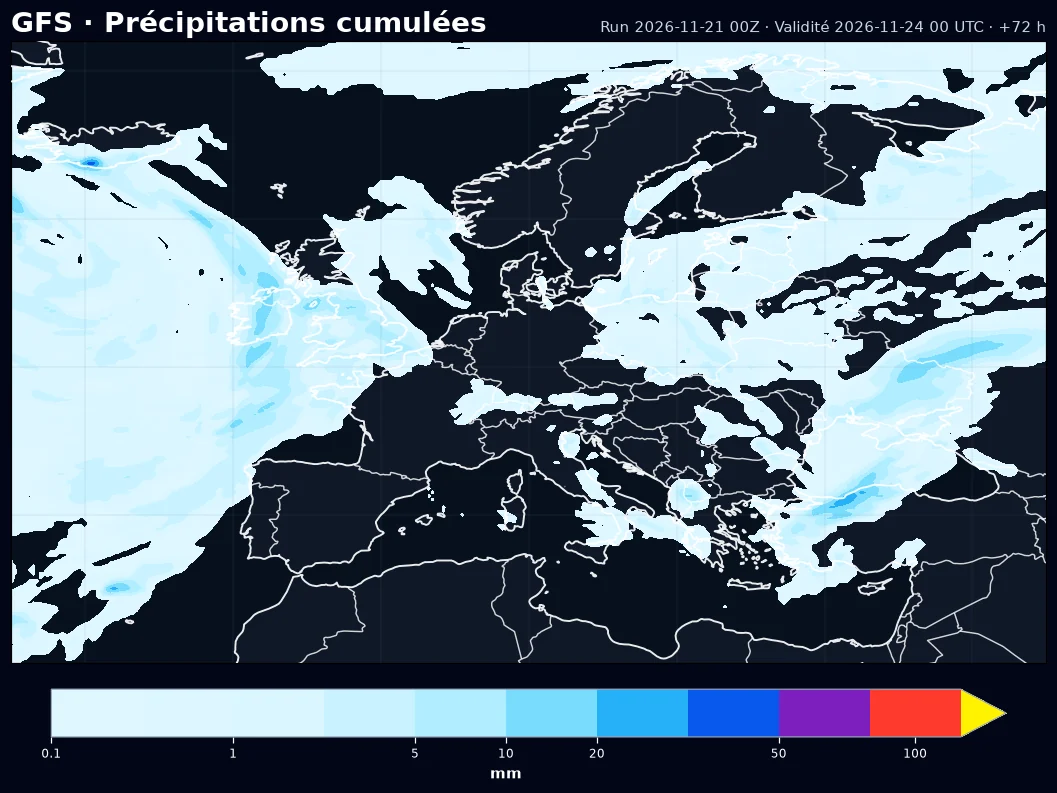 GFS · Précipitations cumulées
Run 2026-11-21 00Z · Validité 2026-11-24 00 UTC · +72 h
0.1 1 5 10 20 50 100
mm